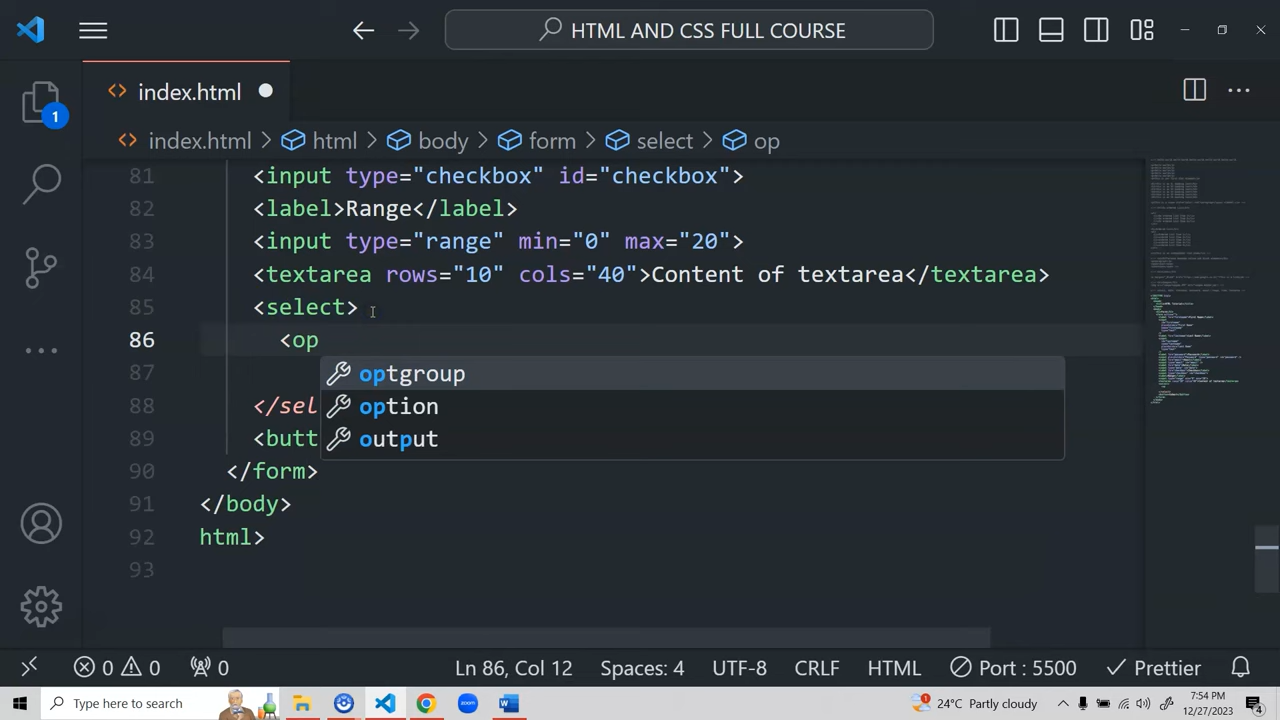 HTML AND CSS FULL COURSE
index.html
1
index.html > html > body > form > select > op
81 <input type="checkbox" id="checkbox">
82 <label>Range</label>
83 <input type="range" min="0" max="20">
84 <textarea rows="10" cols="40">Content of textarea</textarea>
85 <select>
86 <op
optgroup
87
option
88 </sel
output
89 <butt
90 </form>
91 </body>
92 html>
93
0 0 0 Ln 86, Col 12 Spaces: 4 UTF-8 CRLF HTML Port : 5500 Prettier
Type here to search zoom W 24°C Partly cloudy 7:54 PM
12/27/2023 4